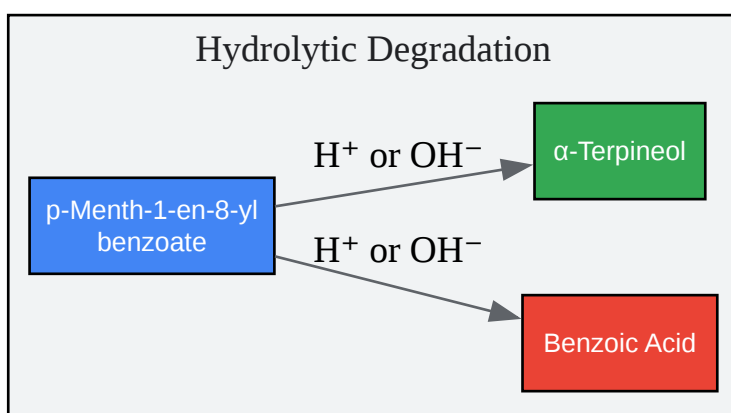 Hydrolytic Degradation
H⁺ or OH⁻
α-Terpineol
p-Menth-1-en-8-yl
benzoate
H⁺ or OH⁻
Benzoic Acid